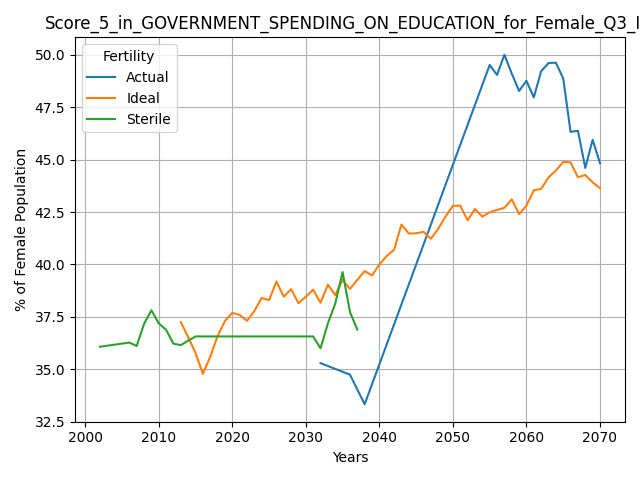 Score_5_in_GOVERNMENT_SPENDING_ON_EDUCATION_for_Female_Q3_I
Fertility
Actual
Ideal
Sterile
% of Female Population
50.0
47.5
45.0
42.5
40.0
37.5
35.0
32.5
2000 2010 2020 2030 2040 2050 2060 2070
Years